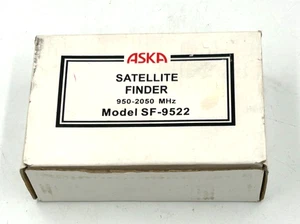 ASKA
SATELLITE
FINDER
950-2050 MHz
Model SF-9522